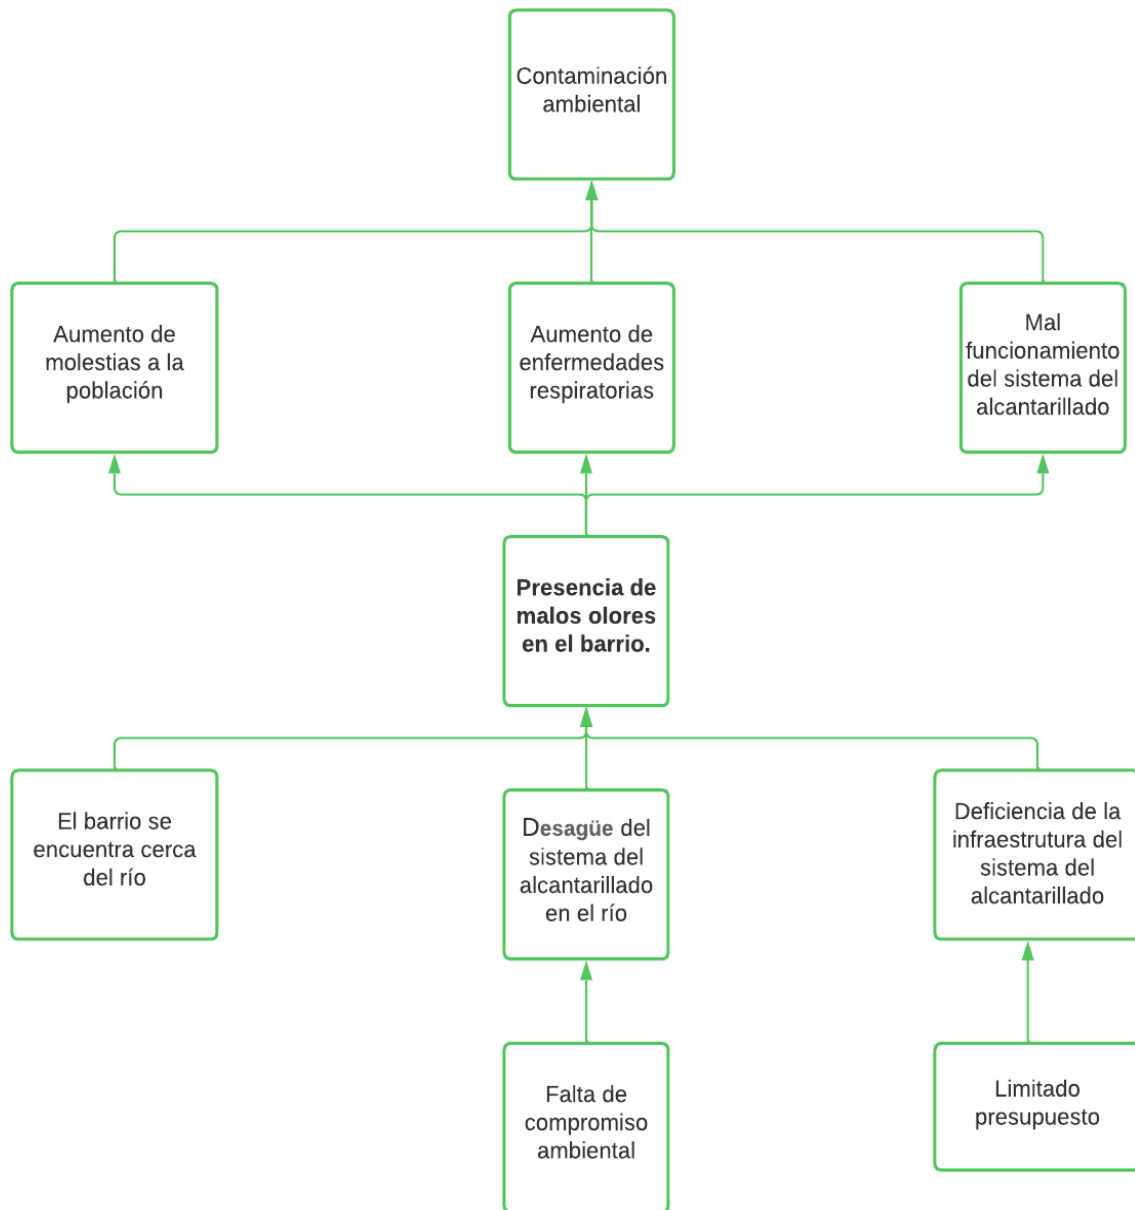 Contaminación
ambiental
Aumento de
molestias a la
población
Aumento de
enfermedades
respiratorias
Mal
funcionamiento
del sistema del
alcantarillado
Presencia de
malos olores
en el barrio.
El barrio se
encuentra cerca
del río
Desagüe del
sistema del
alcantarillado
en el río
Deficiencia de la
infraestrutura del
sistema del
alcantarillado
Falta de
compromiso
ambiental
Limitado
presupuesto